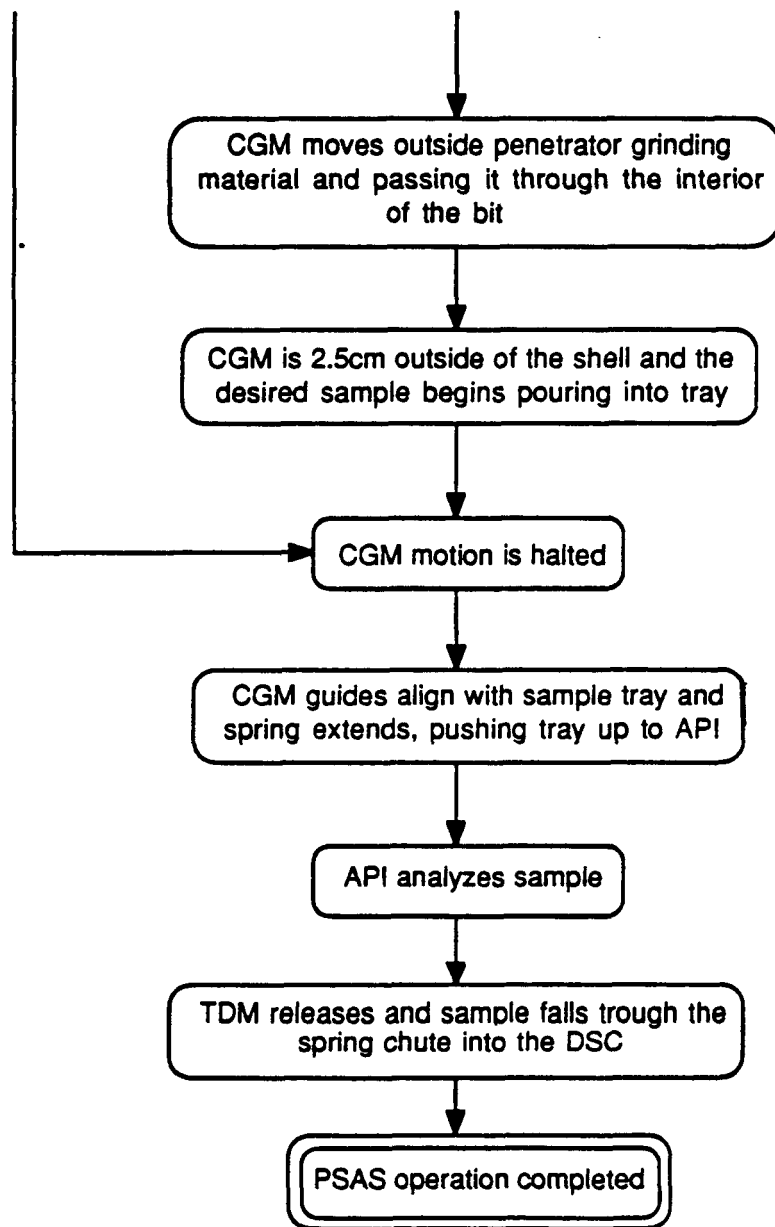 CGM moves outside penetrator grinding
material and passing it through the interior
of the bit
CGM is 2.5cm outside of the shell and the
desired sample begins pouring into tray
CGM motion is halted
CGM guides align with sample tray and
spring extends, pushing tray up to API
API analyzes sample
TDM releases and sample falls trough the
spring chute into the DSC
PSAS operation completed